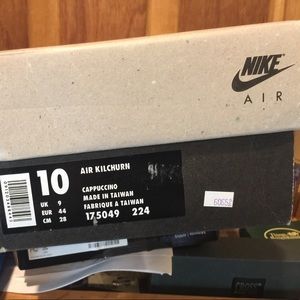 NIKE
AIR
10
AIR KILCHURN
UK 9
EUR 44
CM 28
CAPPUCCINO
MADE IN TAIWAN
FABRIQUE A TAIWAN
175049 224
CROSS